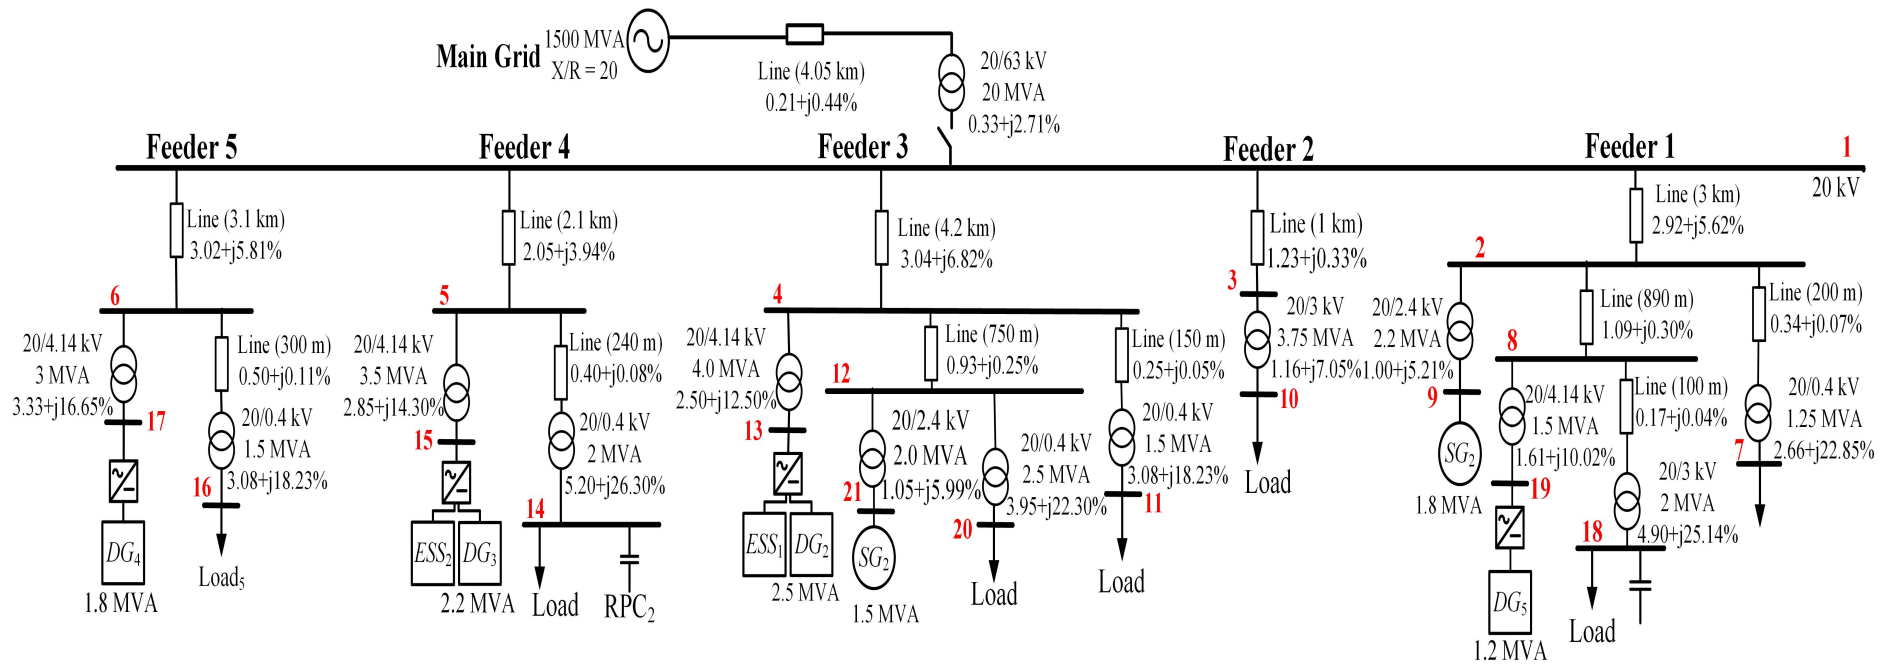 Main Grid
1500 MVA
X/R = 20
Line (4.05 km)
0.21+j0.44%
20/63 kV
20 MVA
0.33+j2.71%
Feeder 5
Feeder 4
Feeder 3
Feeder 2
Feeder 1
1
20 kV
Line (3.1 km)
3.02+j5.81%
6
20/4.14 kV
3 MVA
3.33+j16.65%
17
DG4
1.8 MVA
Line (300 m)
0.50+j0.11%
20/0.4 kV
1.5 MVA
3.08+j18.23%
16
Load5
Line (2.1 km)
2.05+j3.94%
5
20/4.14 kV
3.5 MVA
2.85+j14.30%
15
ESS2
DG3
2.2 MVA
Line (240 m)
0.40+j0.08%
20/0.4 kV
2 MVA
5.20+j26.30%
14
Load
RPC2
Line (4.2 km)
3.04+j6.82%
4
20/4.14 kV
4.0 MVA
2.50+j12.50%
13
ESS1
DG2
2.5 MVA
Line (750 m)
0.93+j0.25%
12
20/2.4 kV
2.0 MVA
1.05+j5.99%
21
SG2
1.5 MVA
20/0.4 kV
2.5 MVA
3.95+j22.30%
20
Load
Line (150 m)
0.25+j0.05%
20/0.4 kV
1.5 MVA
3.08+j18.23%
11
Load
Line (1 km)
1.23+j0.33%
3
20/3 kV
3.75 MVA
1.16+j7.05%
10
Load
Line (3 km)
2.92+j5.62%
2
20/2.4 kV
2.2 MVA
1.00+j5.21%
9
SG2
1.8 MVA
Line (890 m)
1.09+j0.30%
8
20/4.14 kV
1.5 MVA
1.61+j10.02%
19
DG5
1.2 MVA
Line (100 m)
0.17+j0.04%
20/3 kV
2 MVA
4.90+j25.14%
18
Load
Line (200 m)
0.34+j0.07%
20/0.4 kV
1.25 MVA
2.66+j22.85%
7